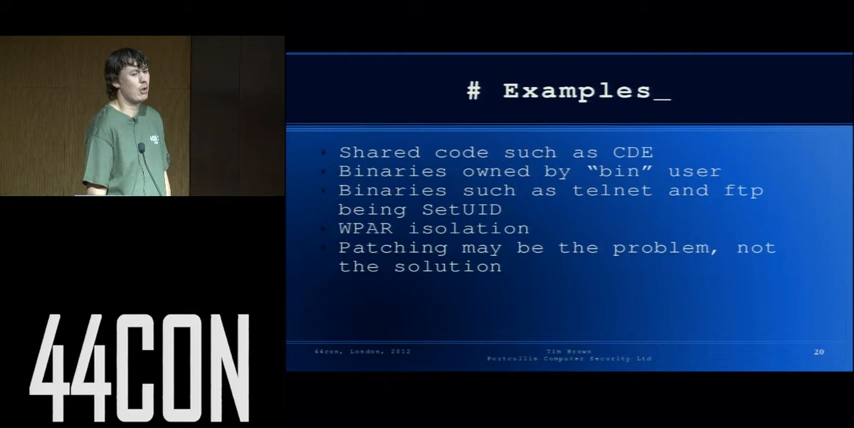 # Examples_
Shared code such as CDE
Binaries owned by “bin” user
Binaries such as telnet and ftp
being SetUID
WPAR isolation
Patching may be the problem, not
the solution
44con, London, 2012
Tim Brown
Portcullis Computer Security Ltd
20
44CON